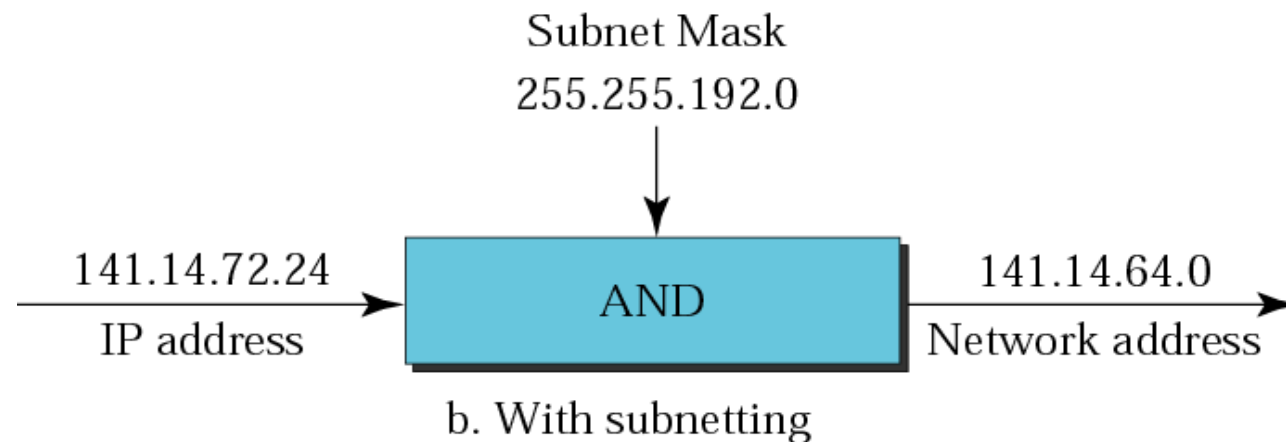 Subnet Mask
255.255.192.0
141.14.72.24
IP address
AND
141.14.64.0
Network address
b. With subnetting